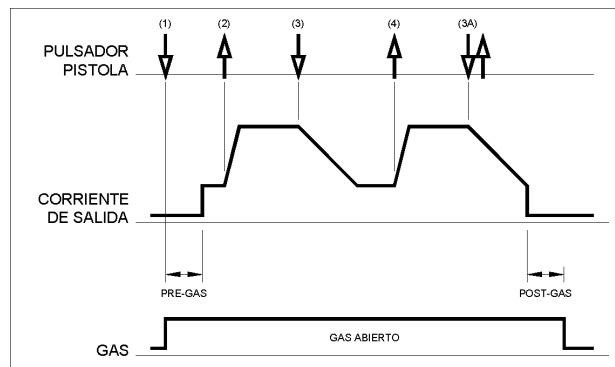 (1) (2) (3) (4) (3A)
PULSADOR
PISTOLA
CORRIENTE
DE SALIDA
PRE-GAS POST-GAS
GAS ABIERTO
GAS